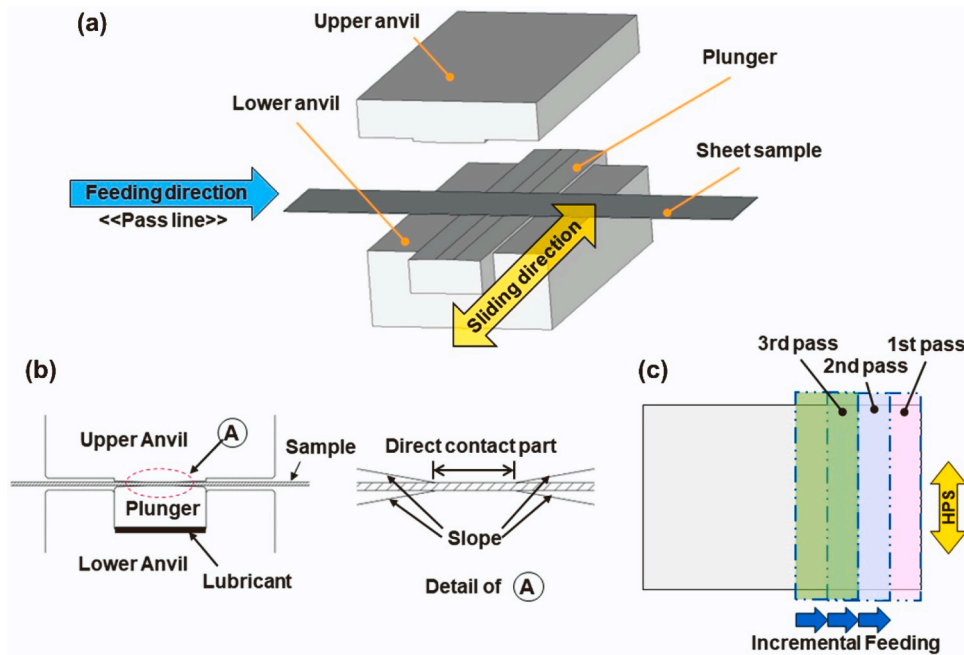 (a)
Upper anvil
Plunger
Lower anvil
Sheet sample
Feeding direction
<<Pass line>>
Sliding direction
(b)
Upper Anvil
A
Sample
Plunger
Lower Anvil
Lubricant
Direct contact part
Slope
Detail of A
(c)
3rd pass
2nd pass
1st pass
HPS
Incremental Feeding